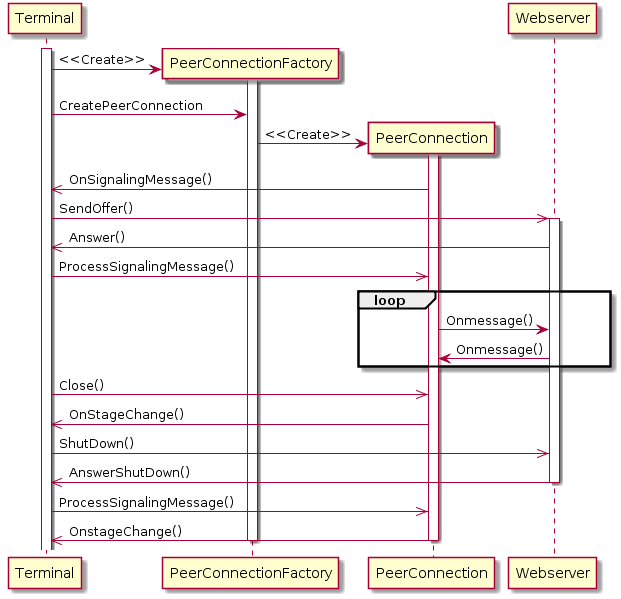 Terminal
Webserver
<<Create>>
PeerConnectionFactory
CreatePeerConnection
<<Create>>
PeerConnection
OnSignalingMessage()
SendOffer()
Answer()
ProcessSignalingMessage()
loop
Onmessage()
Onmessage()
Close()
OnStageChange()
ShutDown()
AnswerShutDown()
ProcessSignalingMessage()
OnstageChange()
Terminal
PeerConnectionFactory
PeerConnection
Webserver